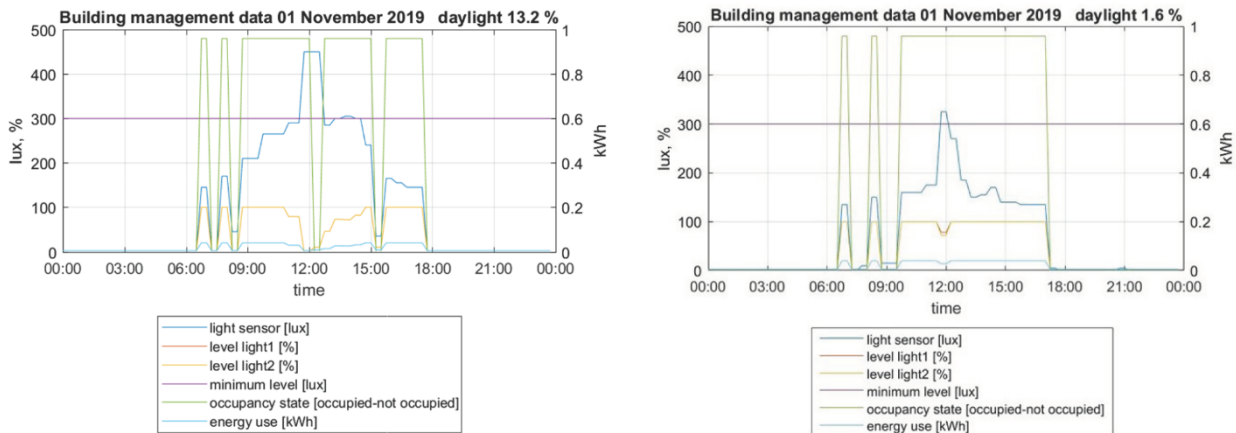 Building management data 01 November 2019 daylight 13.2 %
500
400
300
200
100
0
lux, %
1
0.8
0.6
0.4
0.2
0
kWh
00:00 03:00 06:00 09:00 12:00 15:00 18:00 21:00 00:00
time
light sensor [lux]
level light1 [%]
level light2 [%]
minimum level [lux]
occupancy state [occupied-not occupied]
energy use [kWh]
Building management data 01 November 2019 daylight 1.6 %
500
400
300
200
100
0
lux, %
1
0.8
0.6
0.4
0.2
0
kWh
00:00 03:00 06:00 09:00 12:00 15:00 18:00 21:00 00:00
time
light sensor [lux]
level light1 [%]
level light2 [%]
minimum level [lux]
occupancy state [occupied-not occupied]
energy use [kWh]